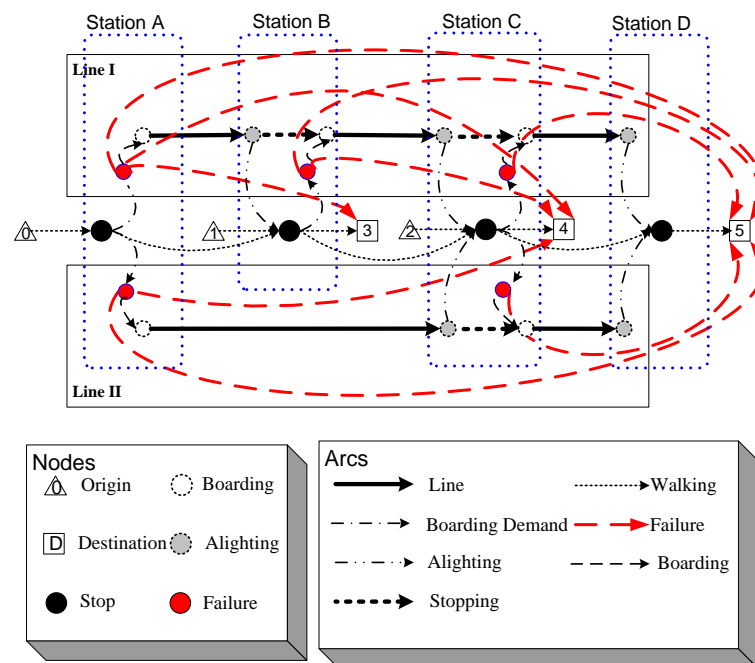 Station A Station B Station C Station D
Line I
0 1 3 2 4 5
Line II
Nodes
0 Origin Boarding
D Destination Alighting
Stop Failure
Arcs
Line Walking
Boarding Demand Failure
Alighting Boarding
Stopping